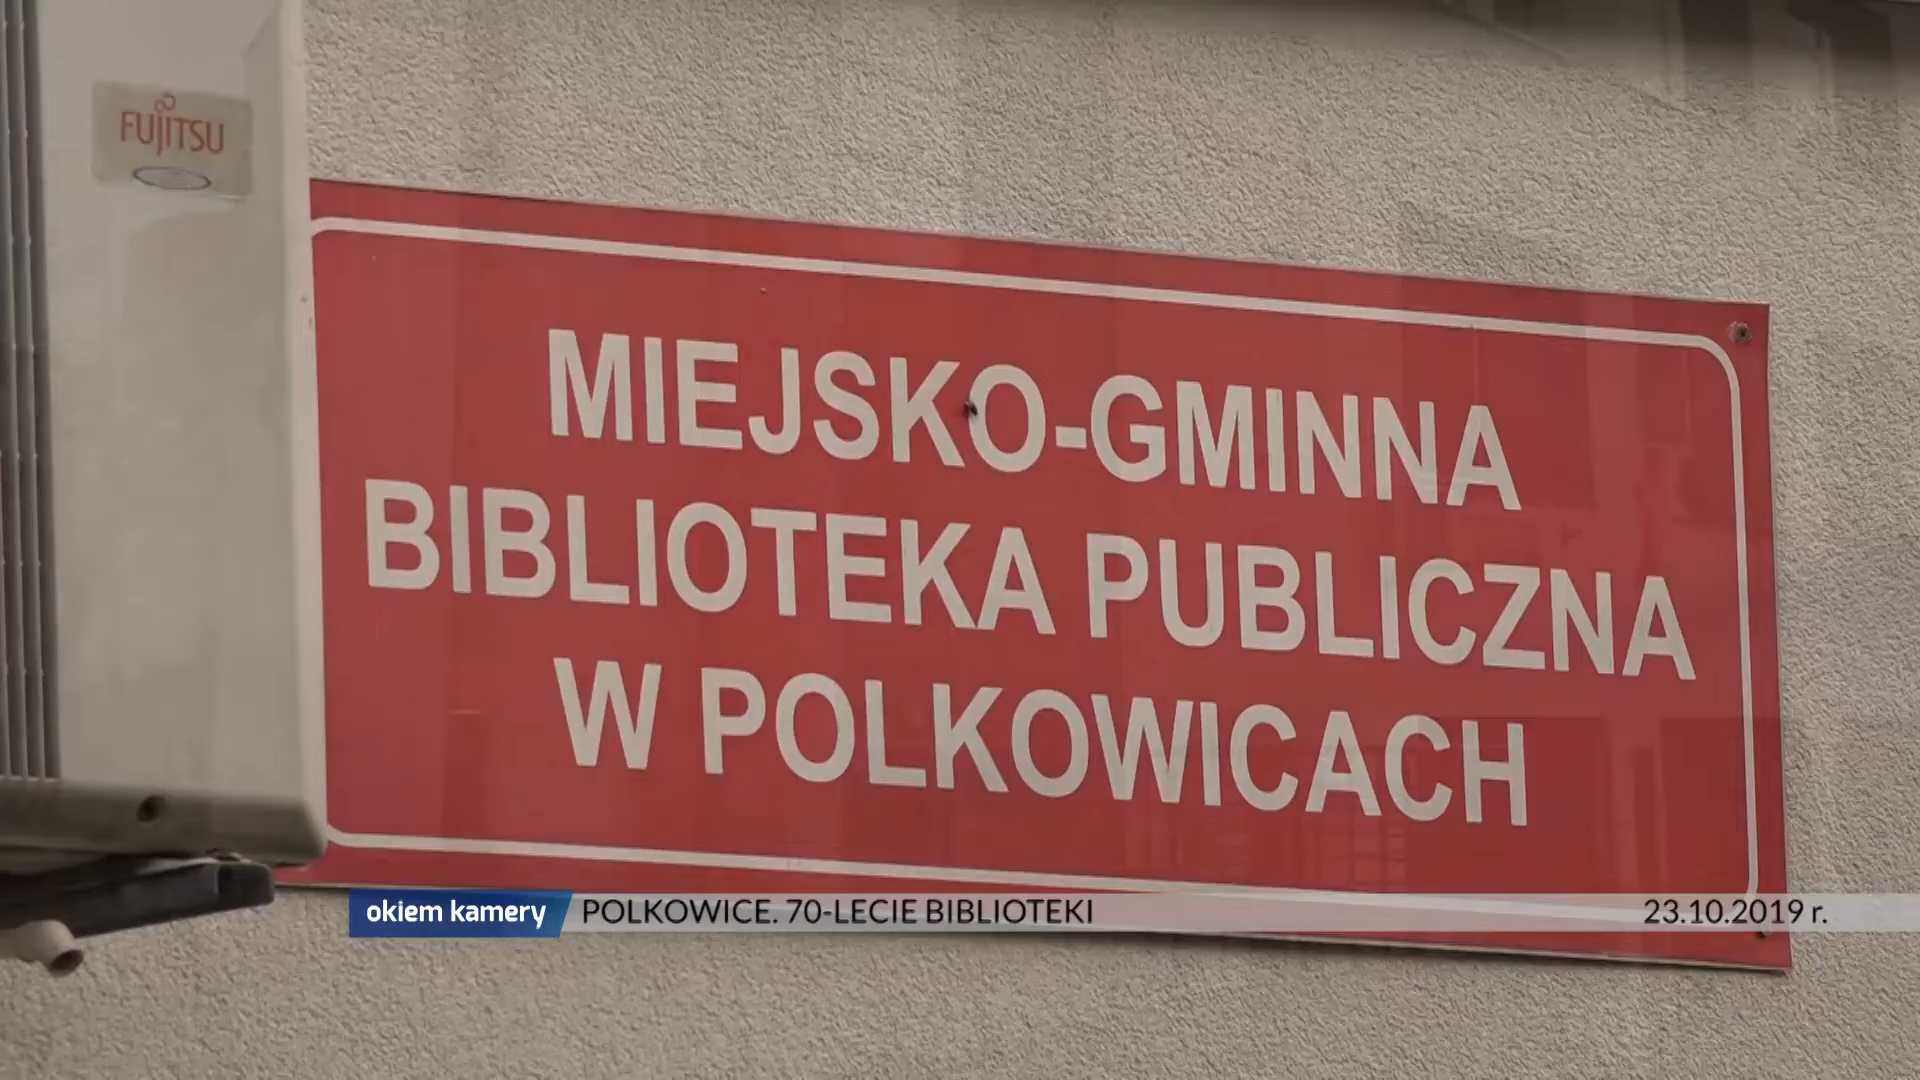 FUJITSU
MIEJSKO-GMINNA
BIBLIOTEKA PUBLICZNA
W POLKOWICACH
okiem kamery POLKOWICE. 70-LECIE BIBLIOTEKI 23.10.2019 r.